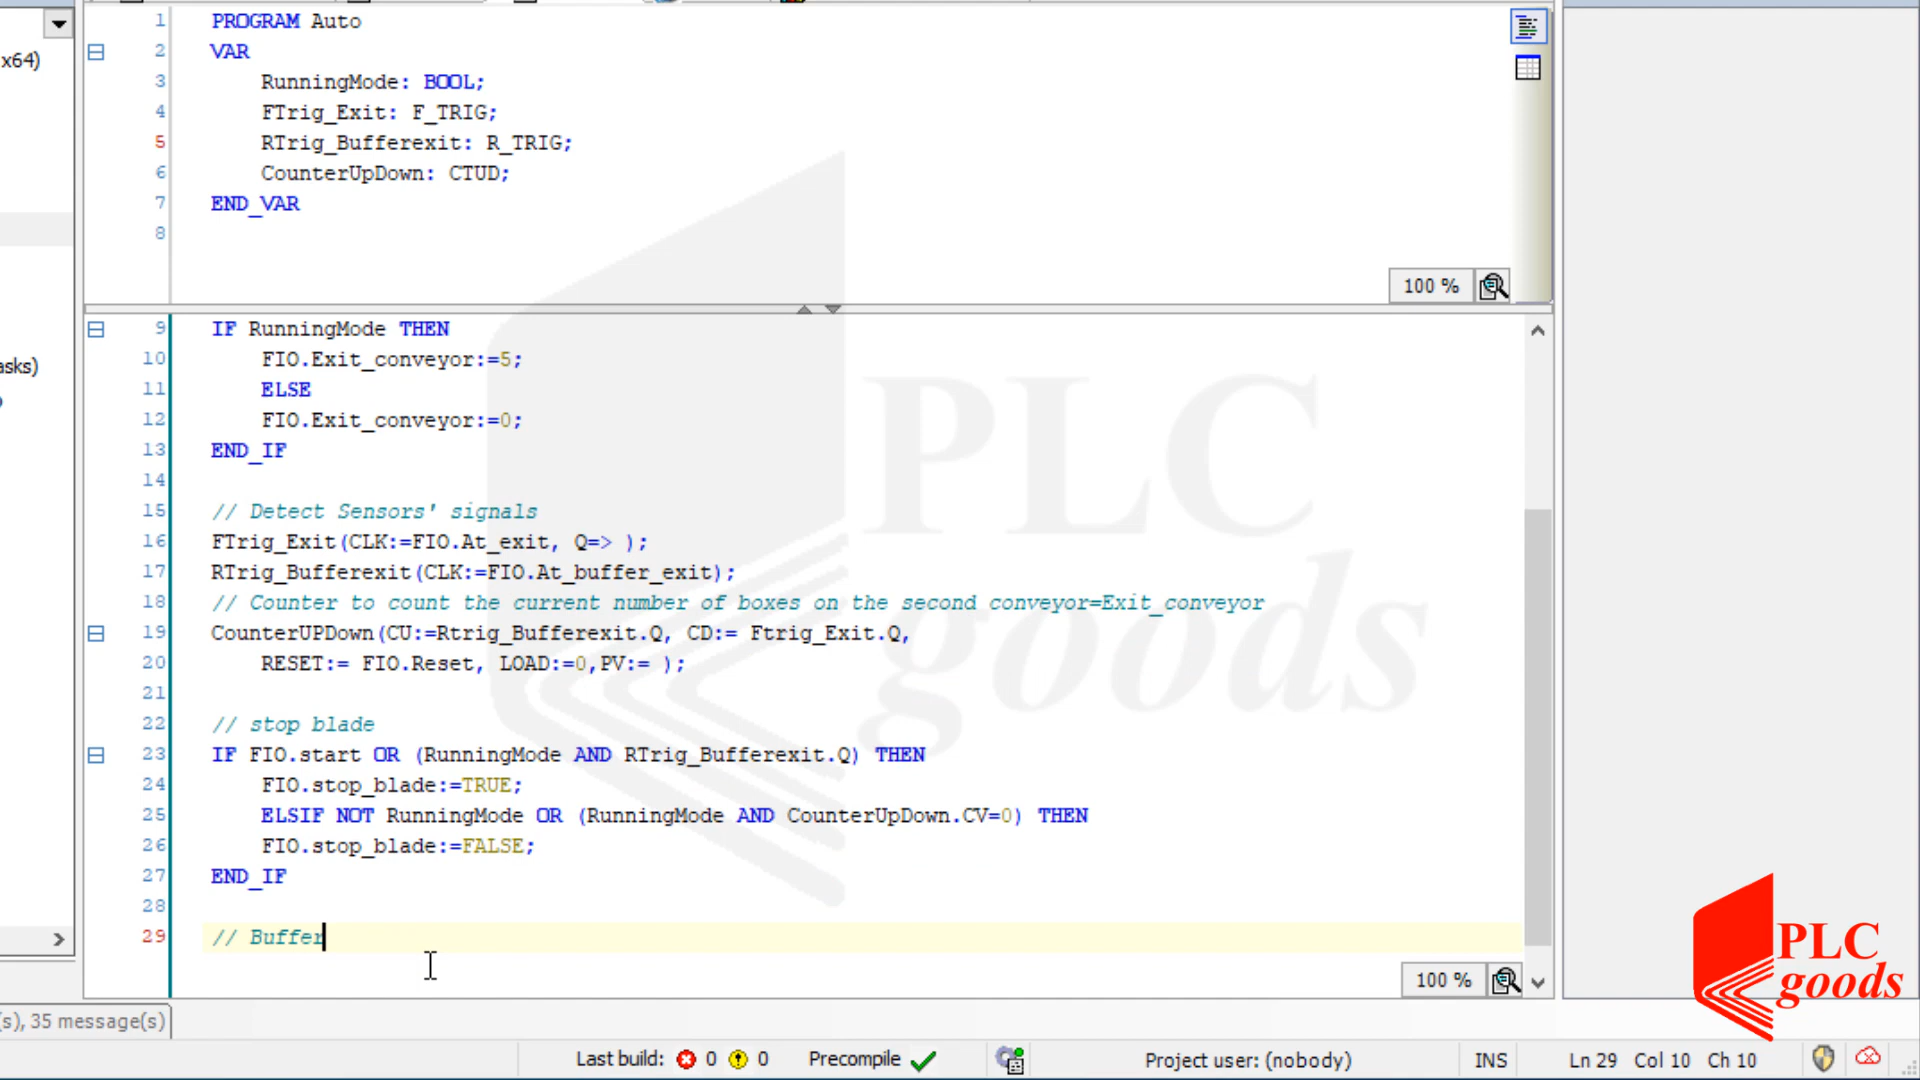 x64)
asks)
1 PROGRAM Auto
2 VAR
3 RunningMode: BOOL;
4 FTrig_Exit: F_TRIG;
5 RTrig_Bufferexit: R_TRIG;
6 CounterUpDown: CTUD;
7 END_VAR
8
100 %
9 IF RunningMode THEN
10 FIO.Exit_conveyor:=5;
11 ELSE
12 FIO.Exit_conveyor:=0;
13 END_IF
14
15 // Detect Sensors' signals
16 FTrig_Exit(CLK:=FIO.At_exit, Q=> );
17 RTrig_Bufferexit(CLK:=FIO.At_buffer_exit);
18 // Counter to count the current number of boxes on the second conveyor=Exit_conveyor
19 CounterUPDown(CU:=Rtrig_Bufferexit.Q, CD:= Ftrig_Exit.Q,
20 RESET:= FIO.Reset, LOAD:=0,PV:= );
21
22 // stop blade
23 IF FIO.start OR (RunningMode AND RTrig_Bufferexit.Q) THEN
24 FIO.stop_blade:=TRUE;
25 ELSIF NOT RunningMode OR (RunningMode AND CounterUpDown.CV=0) THEN
26 FIO.stop_blade:=FALSE;
27 END_IF
28
29 // Buffer
100 %
PLC
goods
PLC
goods
(s), 35 message(s)
Last build: 0 0 Precompile Project user: (nobody) INS Ln 29 Col 10 Ch 10